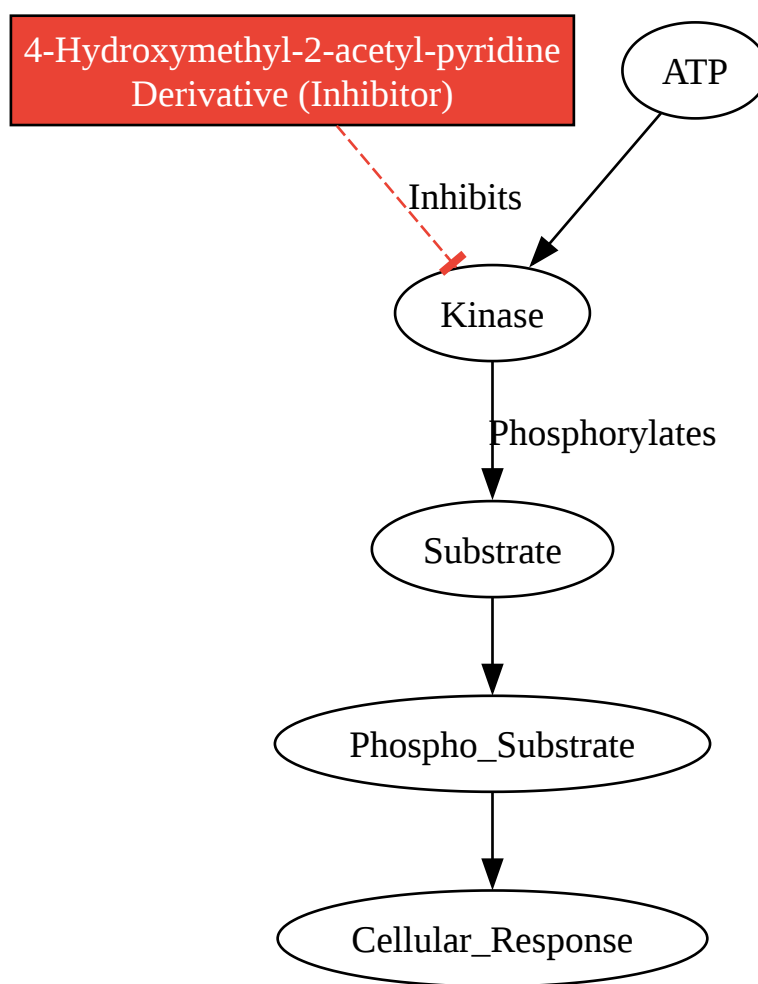 4-Hydroxymethyl-2-acetyl-pyridine
Derivative (Inhibitor)
ATP
Inhibits
Kinase
Phosphorylates
Substrate
Phospho_Substrate
Cellular_Response